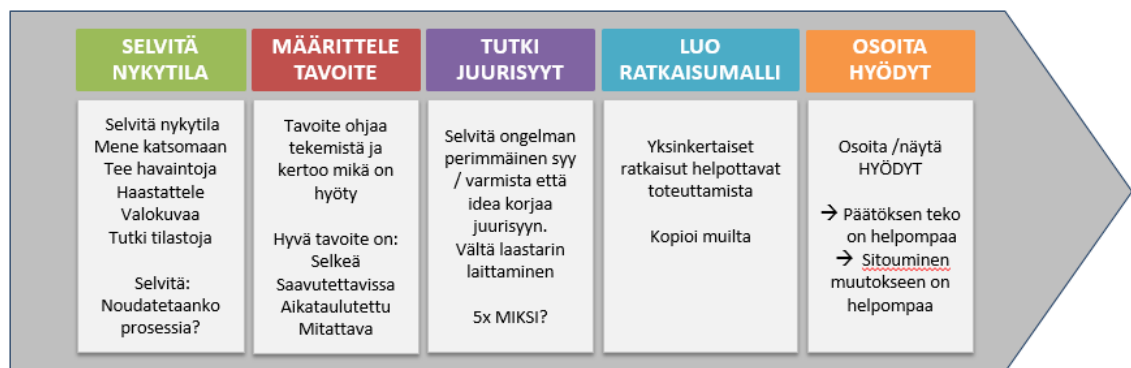 SELVITÄ
NYKYTILA
Selvitä nykytila
Mene katsomaan
Tee havaintoja
Haastattele
Valokuvaa
Tutki tilastoja
Selvitä:
Noudatetaanko
prosessia?
MÄÄRITTELE
TAVOITE
Tavoite ohjaa
tekemistä ja
kertoo mikä on
hyöty
Hyvä tavoite on:
Selkeä
Saavutettavissa
Aikataulutettu
Mitattava
TUTKI
JUURISYYT
Selvitä ongelman
perimmäinen syy
/ varmista että
idea korjaa
juurisyyn.
Vältä laastarin
laittaminen
5x MIKSI?
LUO
RATKAISUMALLI
Yksinkertaiset
ratkaisut helpottavat
toteuttamista
Kopioi muilta
OSOITA
HYÖDYT
Osoita /näytä
HYÖDYT
→ Päätöksen teko
on helpompaa
→ Sitouminen
muutokseen on
helpompaa